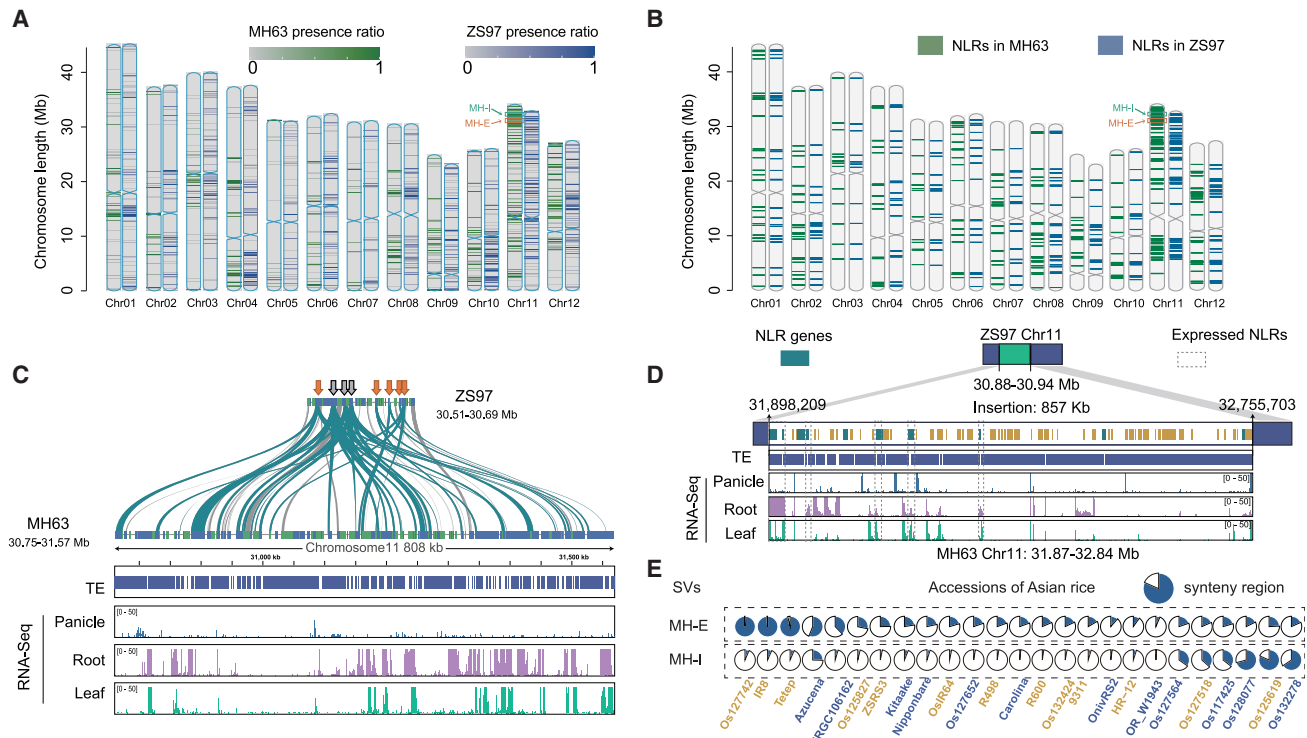 A
MH63 presence ratio
0 1
ZS97 presence ratio
0 1
Chromosome length (Mb)
40
30
20
10
0
MH-I
MH-E
Chr01 Chr02 Chr03 Chr04 Chr05 Chr06 Chr07 Chr08 Chr09 Chr10 Chr11 Chr12
B
NLRs in MH63
NLRs in ZS97
Chromosome length (Mb)
40
30
20
10
0
MH-I
MH-E
Chr01 Chr02 Chr03 Chr04 Chr05 Chr06 Chr07 Chr08 Chr09 Chr10 Chr11 Chr12
C
ZS97
30.51-30.69 Mb
MH63
30.75-31.57 Mb
31,000 kb
Chromosome11 808 kb
31,500 kb
TE
RNA-Seq
Panicle
[0 - 50]
Root
[0 - 50]
Leaf
[0 - 50]
D
NLR genes
ZS97 Chr11
Expressed NLRs
30.88-30.94 Mb
31,898,209
Insertion: 857 Kb
32,755,703
TE
RNA-Seq
Panicle
[0 - 50]
Root
[0 - 50]
Leaf
[0 - 50]
MH63 Chr11: 31.87-32.84 Mb
E
SVs
Accessions of Asian rice
synteny region
MH-E
MH-I
Os127742
IR8
Tetep
Azucena
RGC106162
Os125827
ZSRS3
Kitaake
Nipponbare
OsIR64
Os127652
R498
Carolina
R600
Os132424
9311
OnivRS2
HR-12
OR_W1943
Os127564
Os127518
Os117425
Os128077
Os125619
Os132278